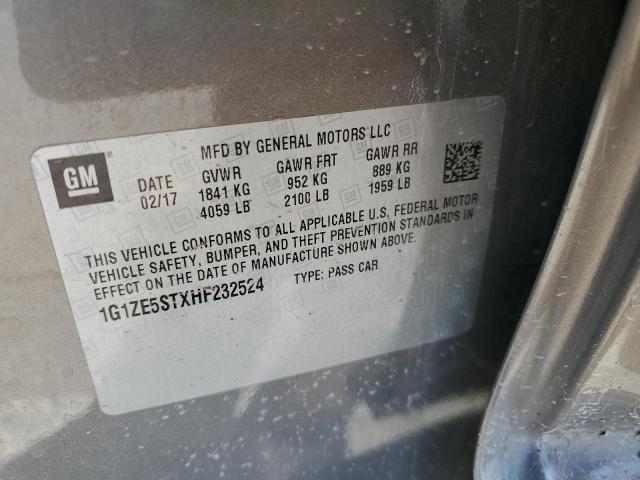 MFD BY GENERAL MOTORS LLC
GM
DATE GVWR GAWR FRT GAWR RR
02/17 1841 KG 952 KG 889 KG
4059 LB 2100 LB 1959 LB
THIS VEHICLE CONFORMS TO ALL APPLICABLE U.S. FEDERAL MOTOR
VEHICLE SAFETY, BUMPER, AND THEFT PREVENTION STANDARDS IN
EFFECT ON THE DATE OF MANUFACTURE SHOWN ABOVE.
1G1ZE5STXHF232524 TYPE: PASS CAR